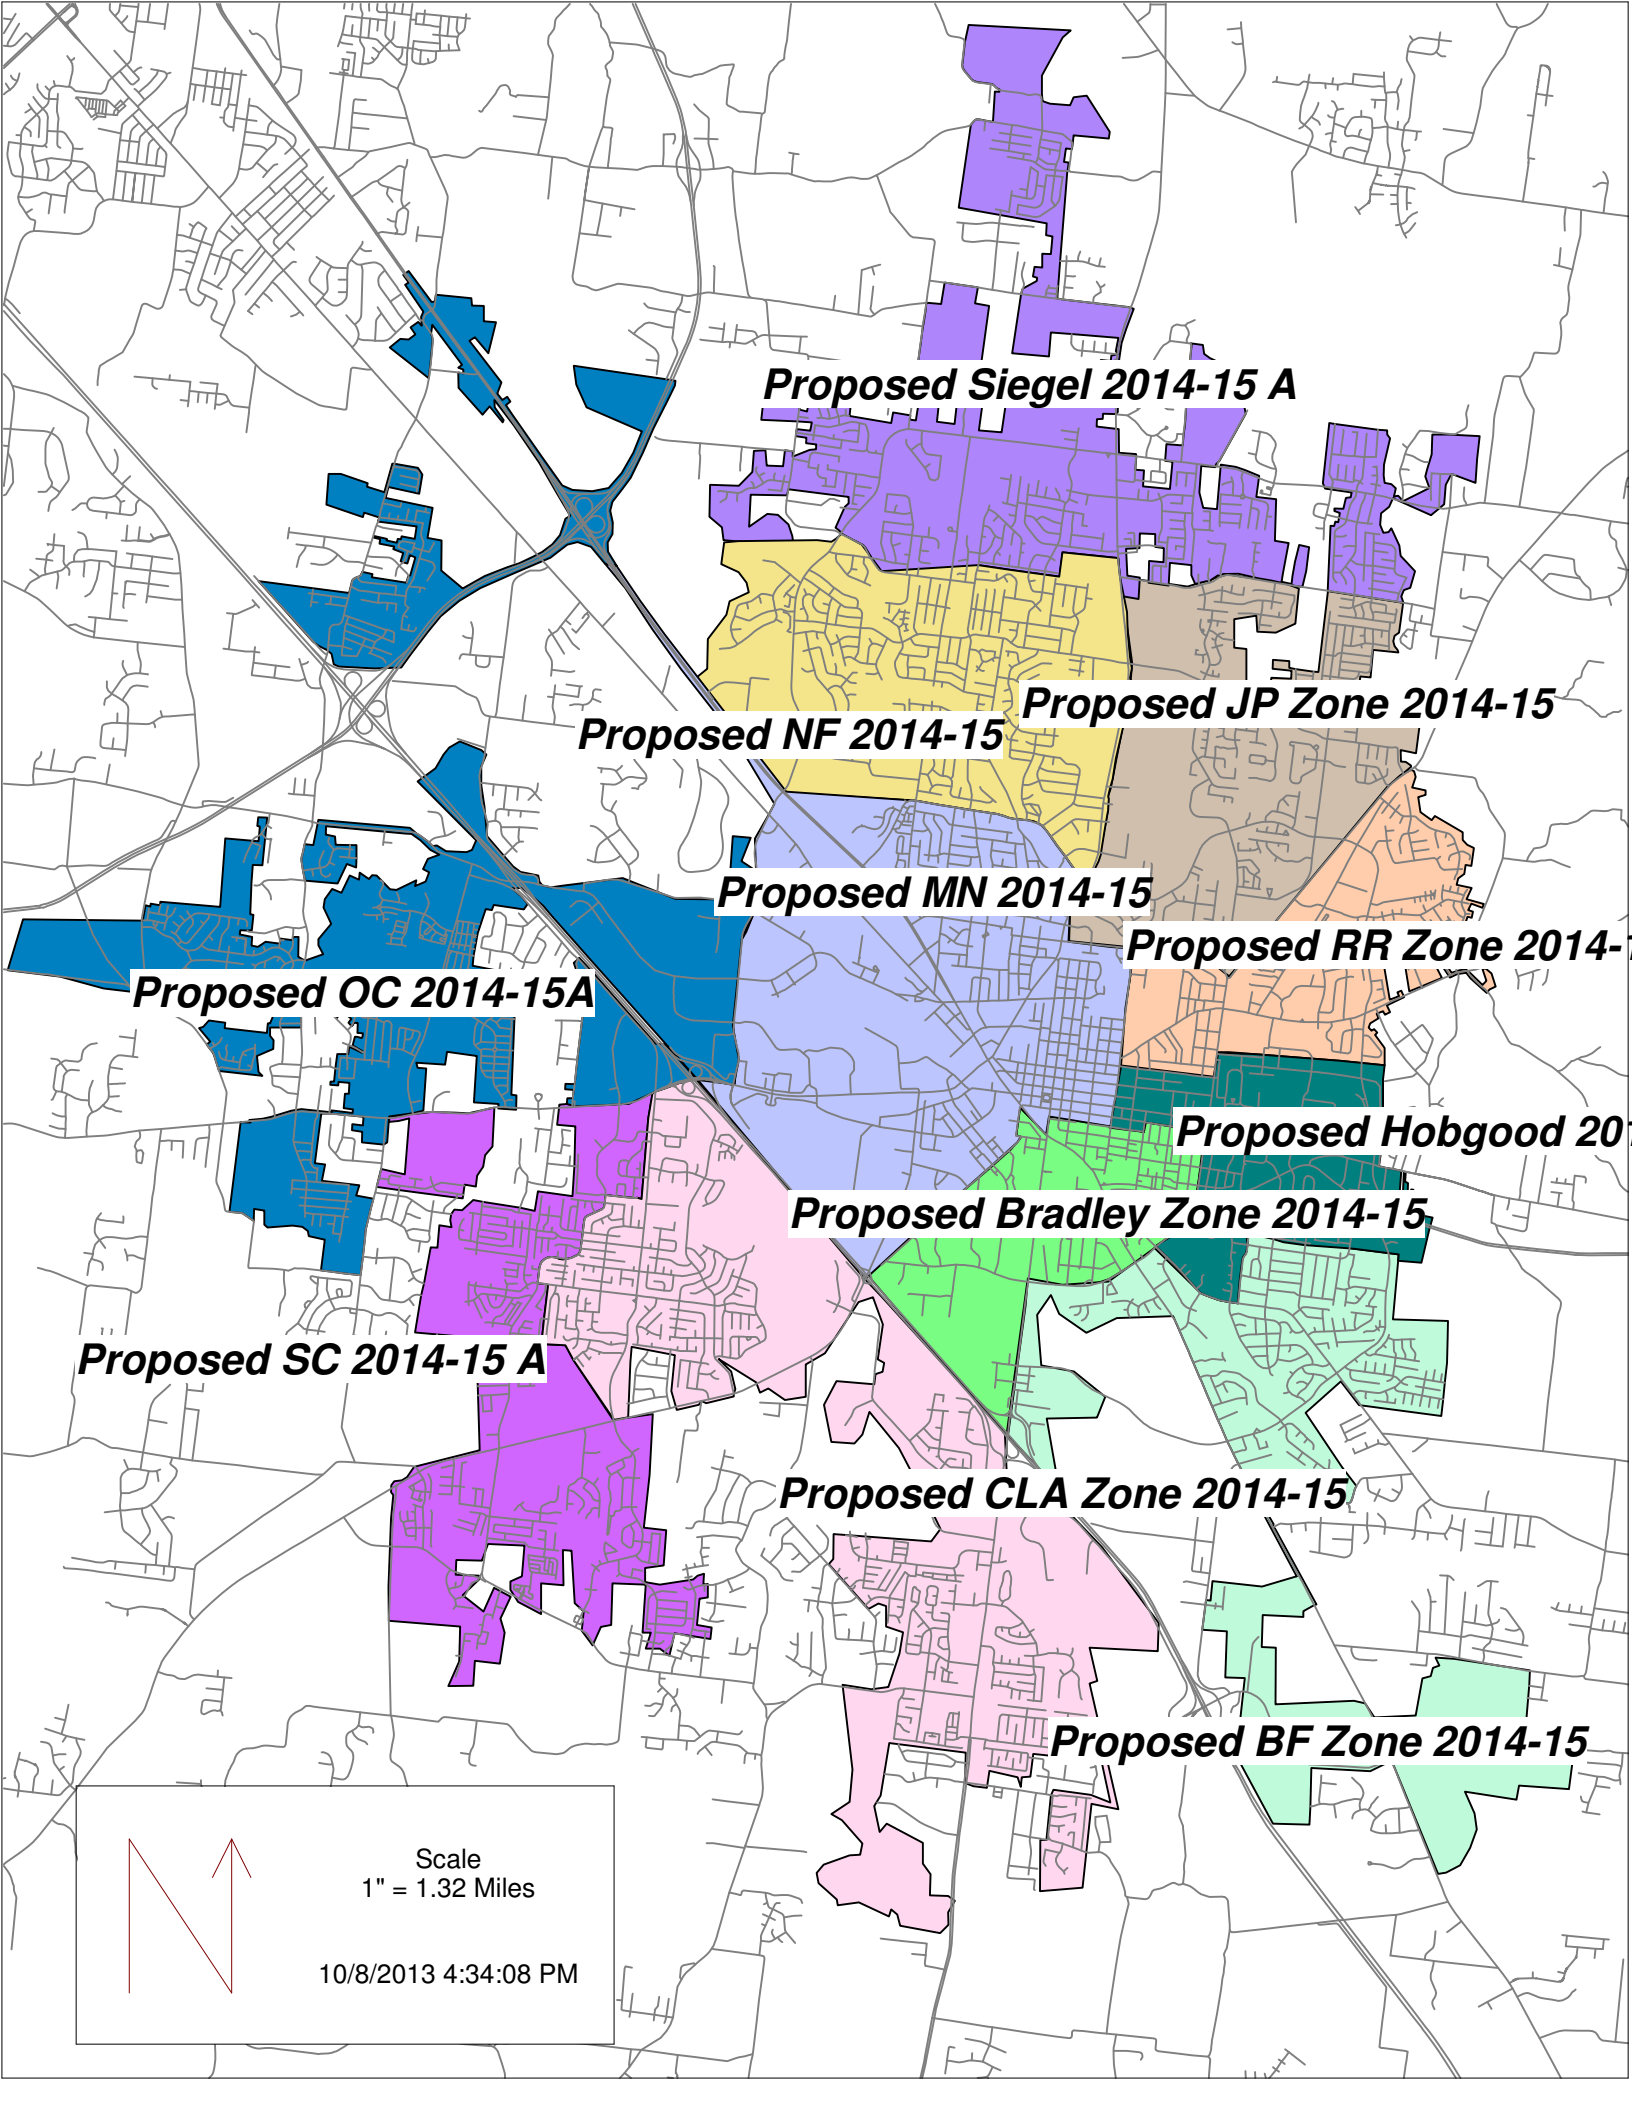 Proposed Siegel 2014-15 A
Proposed JP Zone 2014-15
Proposed NF 2014-15
Proposed MN 2014-15
Proposed RR Zone 2014-1
Proposed OC 2014-15A
Proposed Hobgood 201
Proposed Bradley Zone 2014-15
Proposed SC 2014-15 A
Proposed CLA Zone 2014-15
Proposed BF Zone 2014-15
N
Scale
1" = 1.32 Miles
10/8/2013 4:34:08 PM